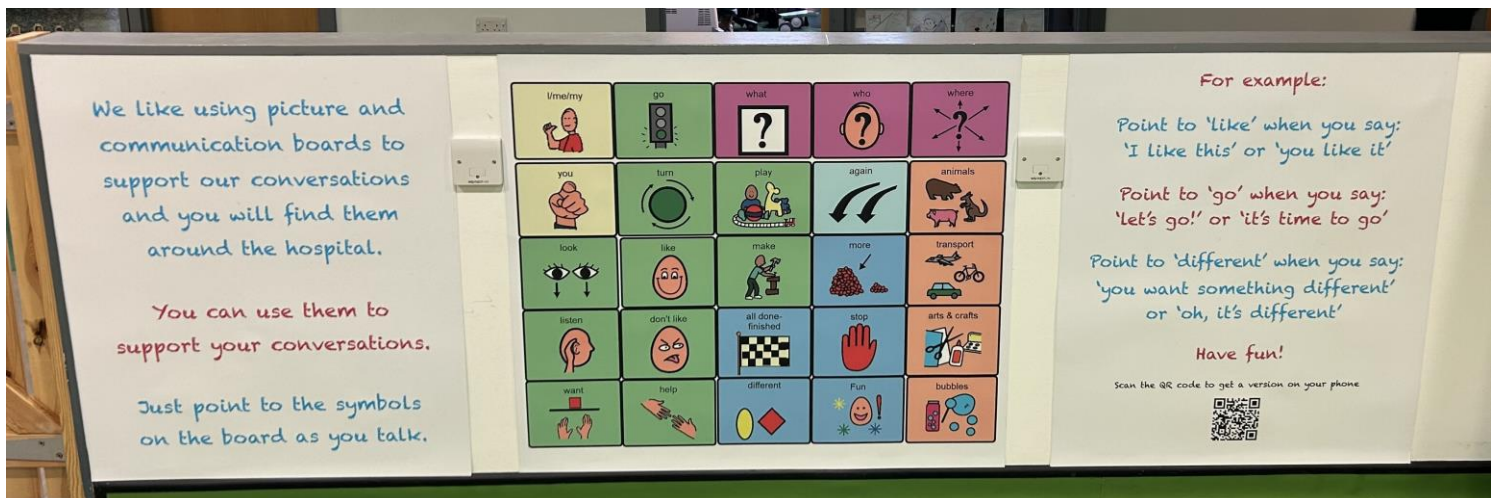 We like using picture and
communication boards to
support our conversations
and you will find them
around the hospital.
You can use them to
support your conversations.
Just point to the symbols
on the board as you talk.
I/me/my
go
what
who
where
you
turn
play
again
animals
look
like
make
more
transport
listen
don't like
all done-
finished
stop
arts & crafts
want
help
different
Fun
bubbles
For example:
Point to 'like' when you say:
'I like this' or 'you like it'
Point to 'go' when you say:
'let's go!' or 'it's time to go'
Point to 'different' when you say:
'you want something different'
or 'oh, it's different'
Have fun!
Scan the QR code to get a version on your phone